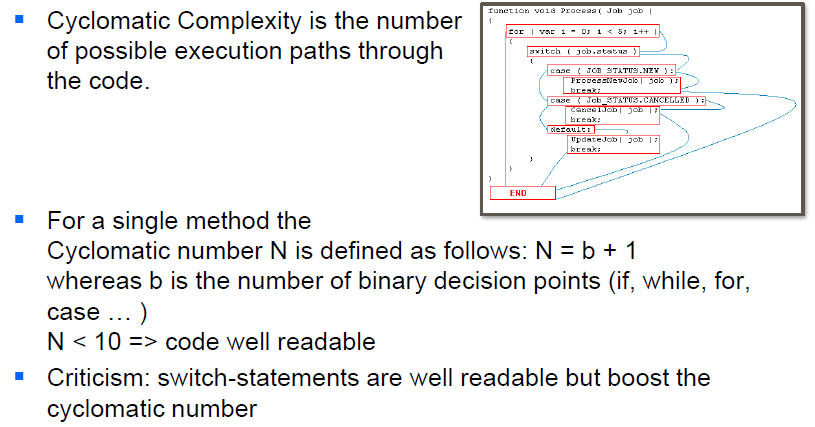 Cyclomatic Complexity is the number
of possible execution paths through
the code.
function void Process( Job job )
{
for ( var i = 0; i < 5; i++ )
{
switch ( job.status )
{
case ( JOB_STATUS.NEW ):
ProcessNewJob( job );
break;
case ( Job_STATUS.CANCELLED ):
CancelJob( job );
break;
default:
UpdateJob( job );
break;
}
}
}
END
For a single method the
Cyclomatic number N is defined as follows: N = b + 1
whereas b is the number of binary decision points (if, while, for,
case … )
N < 10 => code well readable
Criticism: switch-statements are well readable but boost the
cyclomatic number